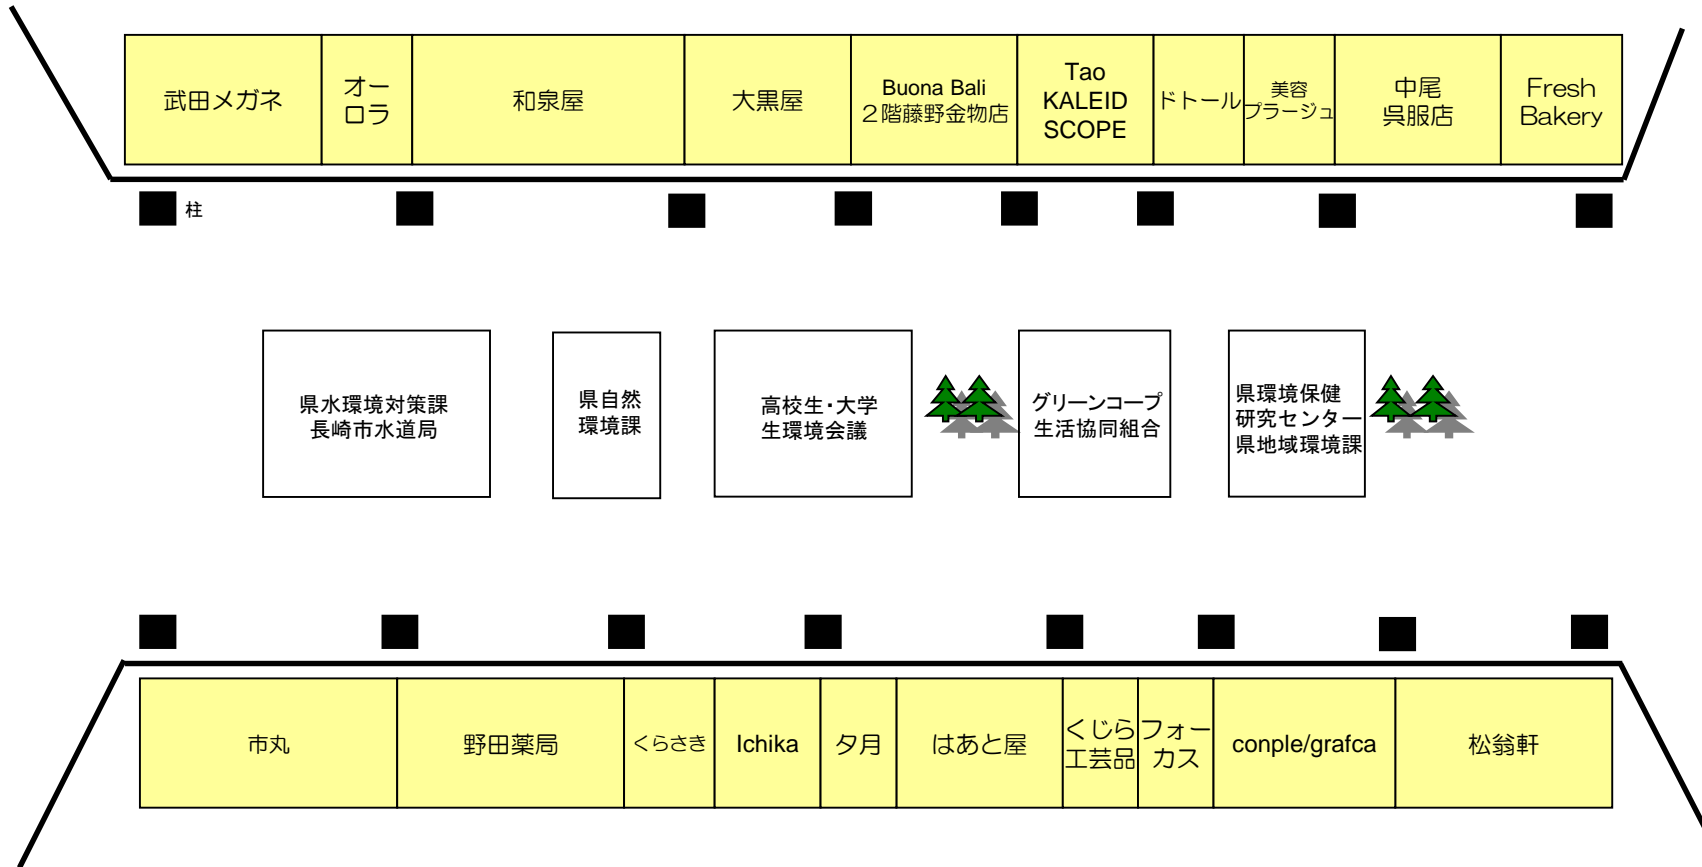 武田メガネ
オー
ロラ
和泉屋
大黒屋
Buona Bali
２階藤野金物店
Tao
KALEID
SCOPE
ドトール
美容
プラージュ
中尾
呉服店
Fresh
Bakery
柱
県水環境対策課
長崎市水道局
県自然
環境課
高校生・大学
生環境会議
グリーンコープ
生活協同組合
県環境保健
研究センター
県地域環境課
市丸
野田薬局
くらさき
Ichika
夕月
はあと屋
くじら
工芸品
フォー
カス
conple/grafca
松翁軒